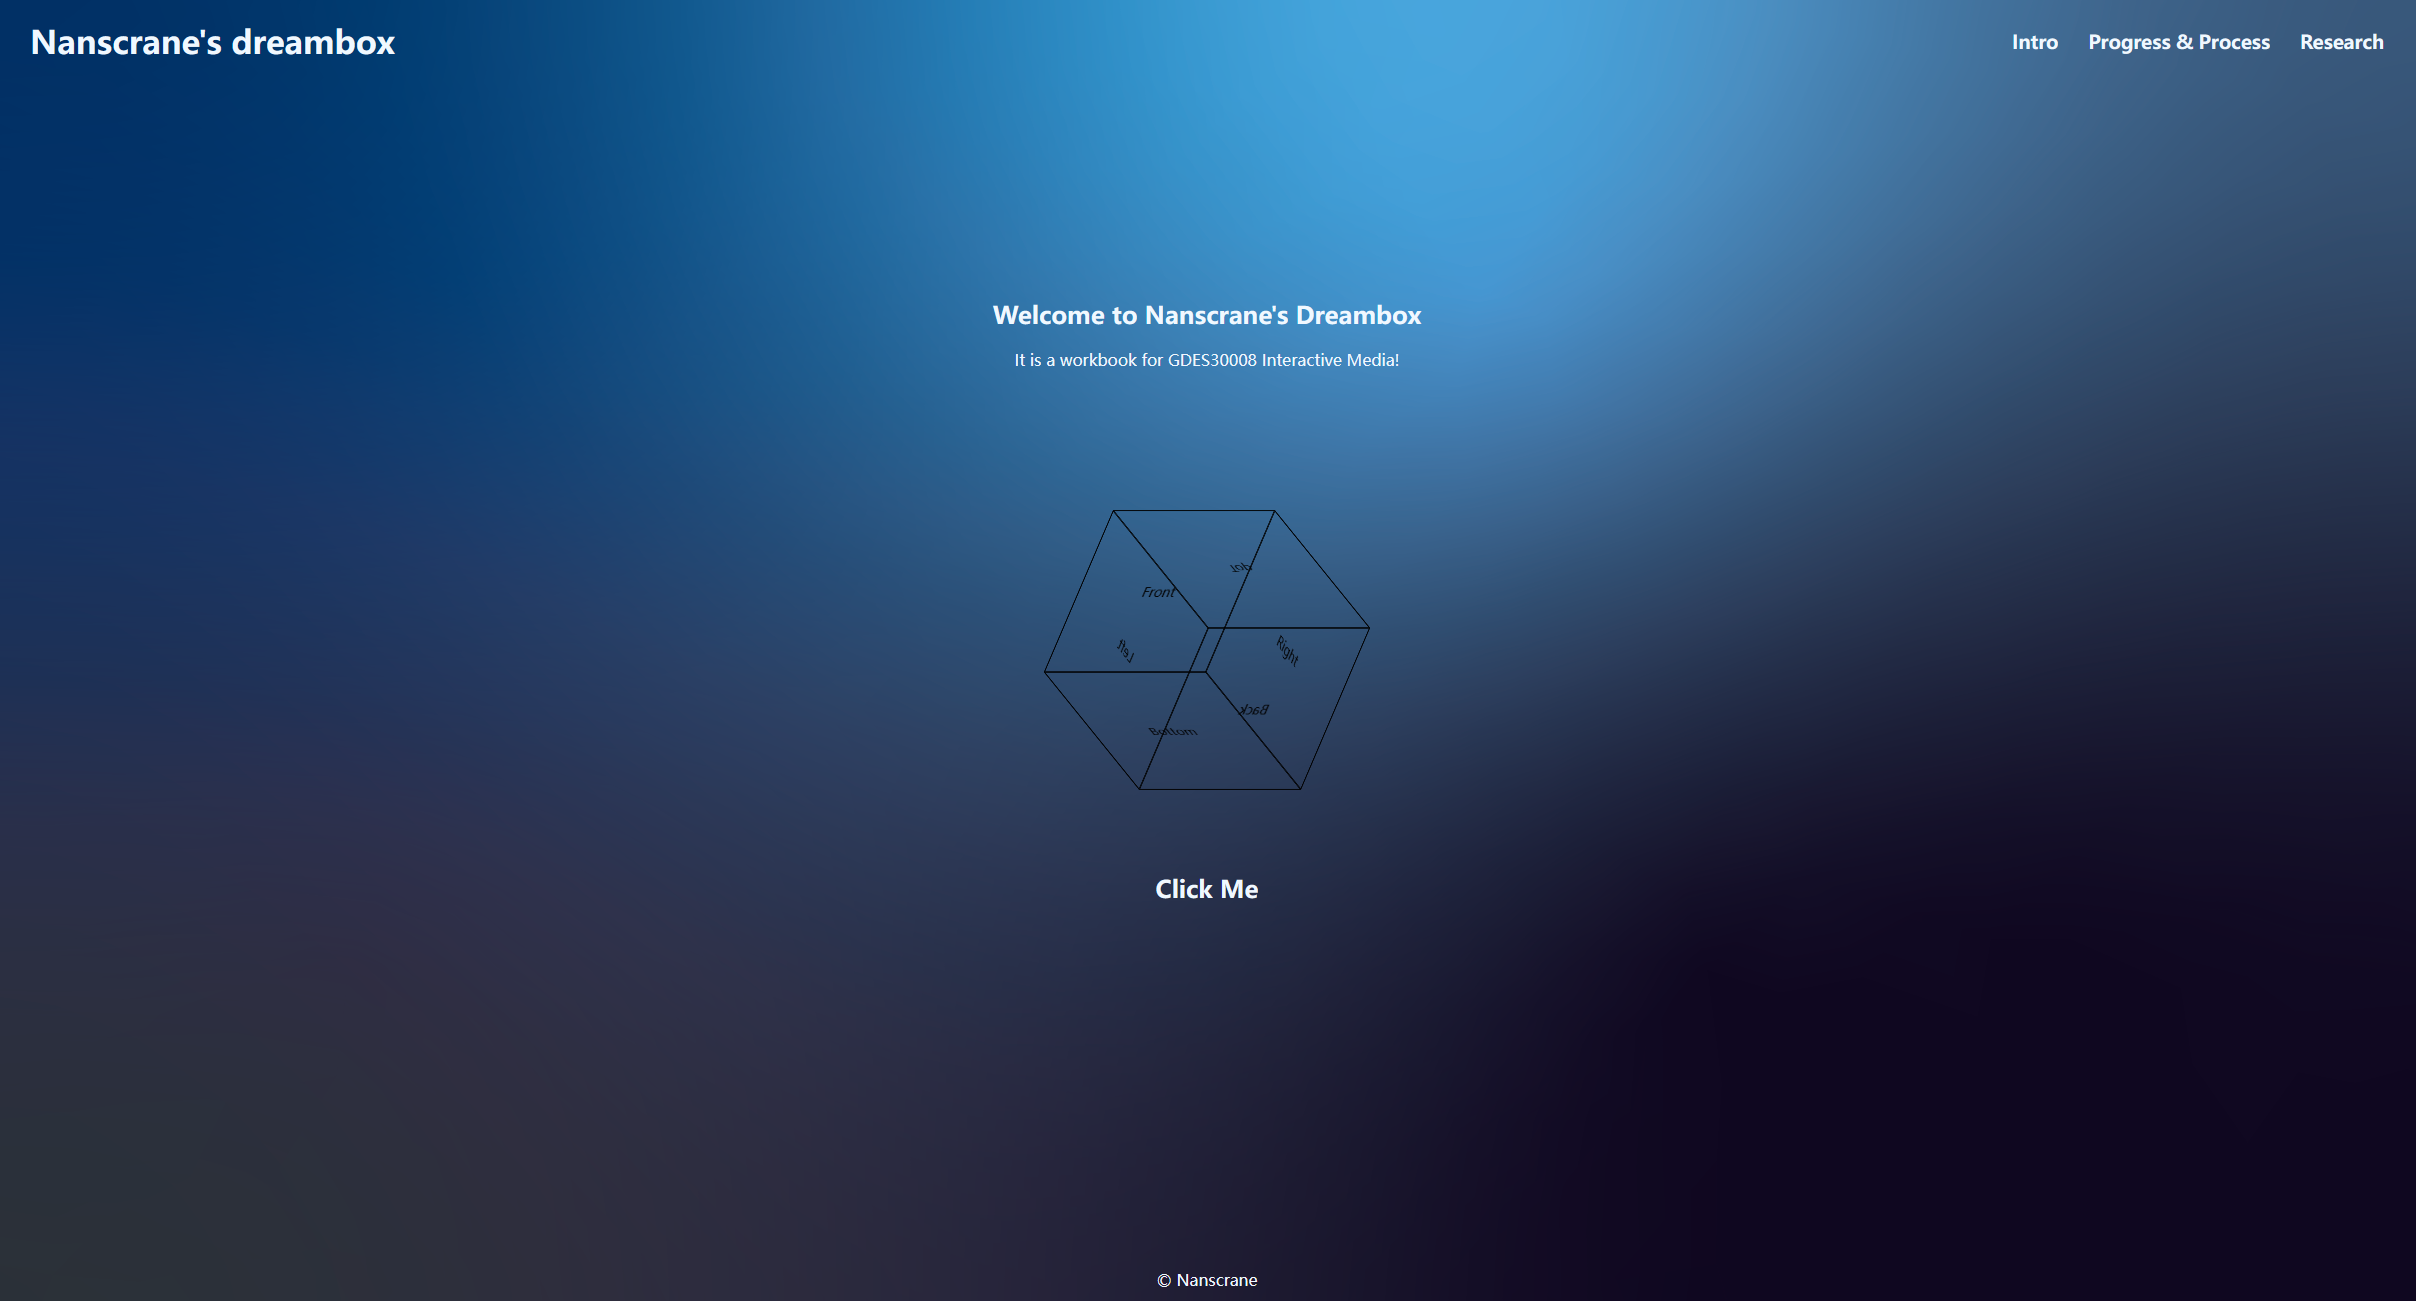 Nanscrane's dreambox
Intro Progress & Process Research
Welcome to Nanscrane's Dreambox
It is a workbook for GDES30008 Interactive Media!
Top
Front
Left
Right
Back
Bottom
Click Me
© Nanscrane